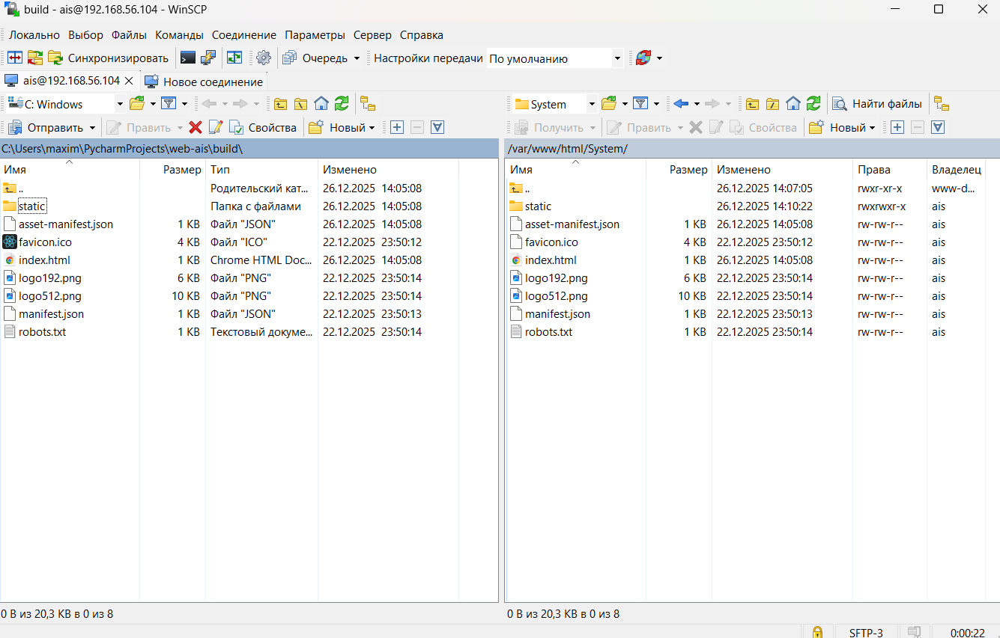 build - ais@192.168.56.104 - WinSCP
Локально Выбор Файлы Команды Соединение Параметры Сервер Справка
Синхронизировать Очередь Настройки передачи По умолчанию
ais@192.168.56.104 Новое соединение
C: Windows System Найти файлы
Отправить Править Свойства Новый Получить Править Свойства Новый
C:\Users\maxim\PycharmProjects\web-ais\build\ /var/www/html/System/
Имя Размер Тип Изменено Имя Размер Изменено Права Владелец
.. Родительский кат... 26.12.2025 14:05:08 .. 26.12.2025 14:07:05 rwxr-xr-x www-d...
static Папка с файлами 26.12.2025 14:05:08 static 26.12.2025 14:10:22 rwxrwxr-x ais
asset-manifest.json 1 KB Файл "JSON" 26.12.2025 14:05:08 asset-manifest.json 1 KB 26.12.2025 14:05:08 rw-rw-r-- ais
favicon.ico 4 KB Файл "ICO" 22.12.2025 23:50:12 favicon.ico 4 KB 22.12.2025 23:50:12 rw-rw-r-- ais
index.html 1 KB Chrome HTML Doc... 26.12.2025 14:05:08 index.html 1 KB 26.12.2025 14:05:08 rw-rw-r-- ais
logo192.png 6 KB Файл "PNG" 22.12.2025 23:50:14 logo192.png 6 KB 22.12.2025 23:50:14 rw-rw-r-- ais
logo512.png 10 KB Файл "PNG" 22.12.2025 23:50:14 logo512.png 10 KB 22.12.2025 23:50:14 rw-rw-r-- ais
manifest.json 1 KB Файл "JSON" 22.12.2025 23:50:13 manifest.json 1 KB 22.12.2025 23:50:13 rw-rw-r-- ais
robots.txt 1 KB Текстовый докуме... 22.12.2025 23:50:14 robots.txt 1 KB 22.12.2025 23:50:14 rw-rw-r-- ais
0 B из 20,3 KB в 0 из 8 0 B из 20,3 KB в 0 из 8
SFTP-3 0:00:22